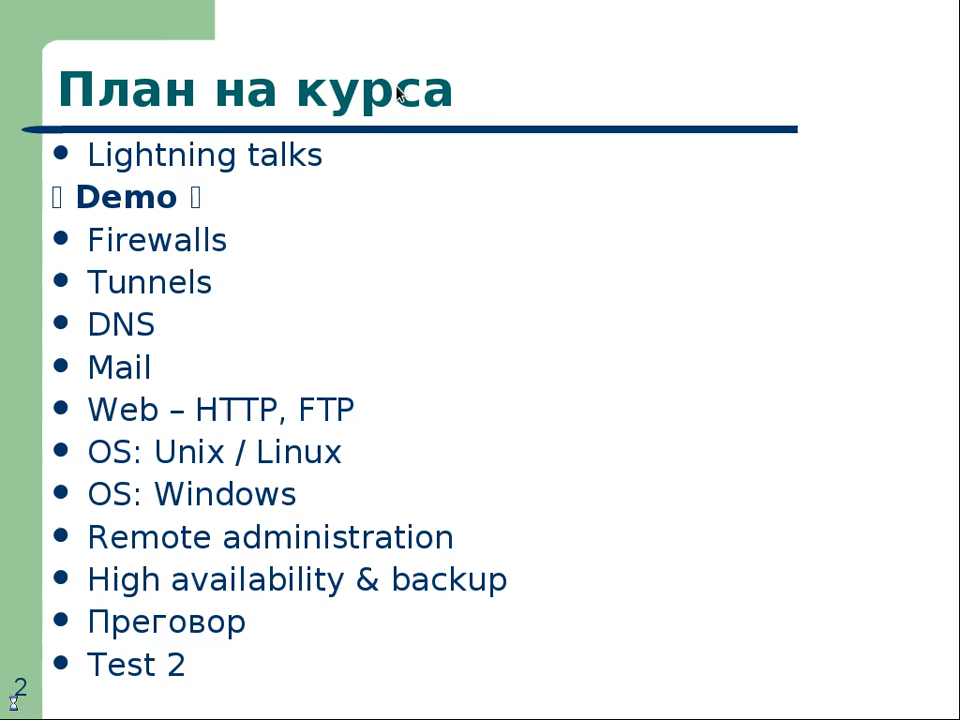 План на курса
Lightning talks
Demo
Firewalls
Tunnels
DNS
Mail
Web – HTTP, FTP
OS: Unix / Linux
OS: Windows
Remote administration
High availability & backup
Преговор
Test 2
2